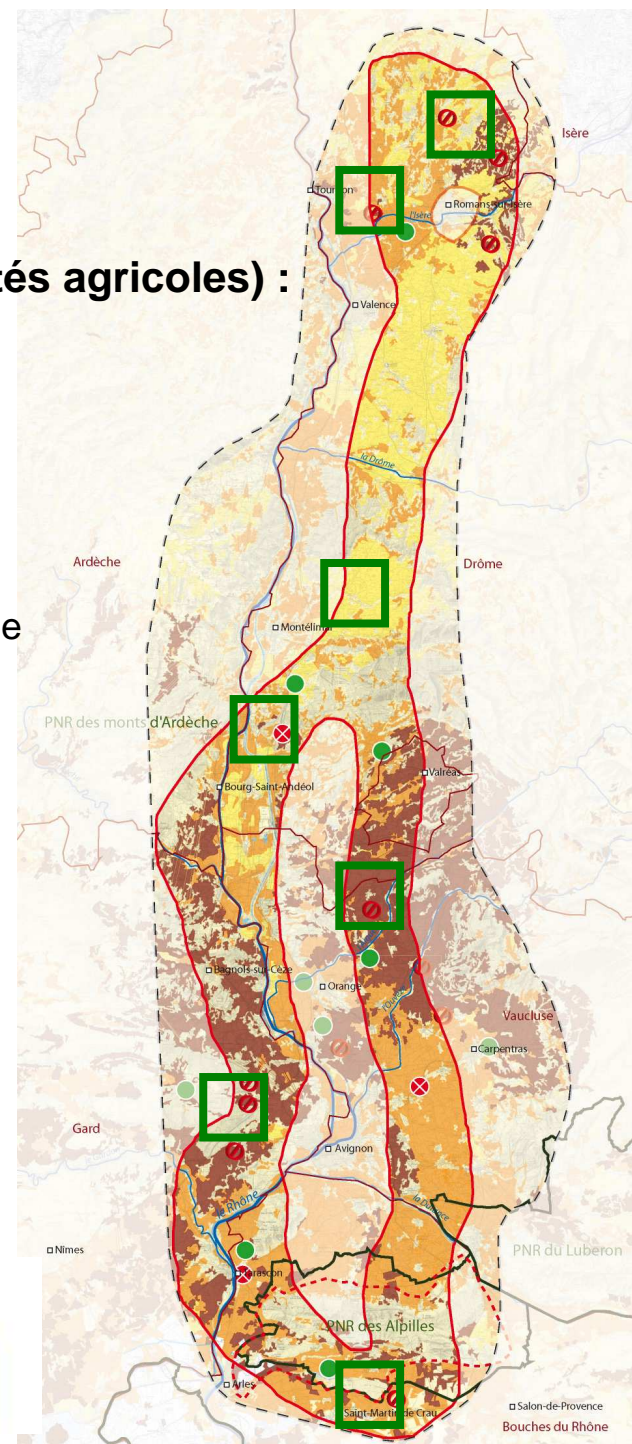 Isère
Tournon
Romans-sur-Isère
l'Isère
tés agricoles) :
Valence
la Drôme
Ardèche
Drôme
e
Montélimar
PNR des monts d'Ardèche
Valréas
Bourg-Saint-Andéol
Bagnols-sur-Cèze
Orange
l'Ouvèze
Vaucluse
Carpentras
Gard
Avignon
le Rhône
la Durance
Nîmes
PNR du Luberon
Tarascon
PNR des Alpilles
Arles
Saint-Martin de Crau
Salon-de-Provence
Bouches du Rhône